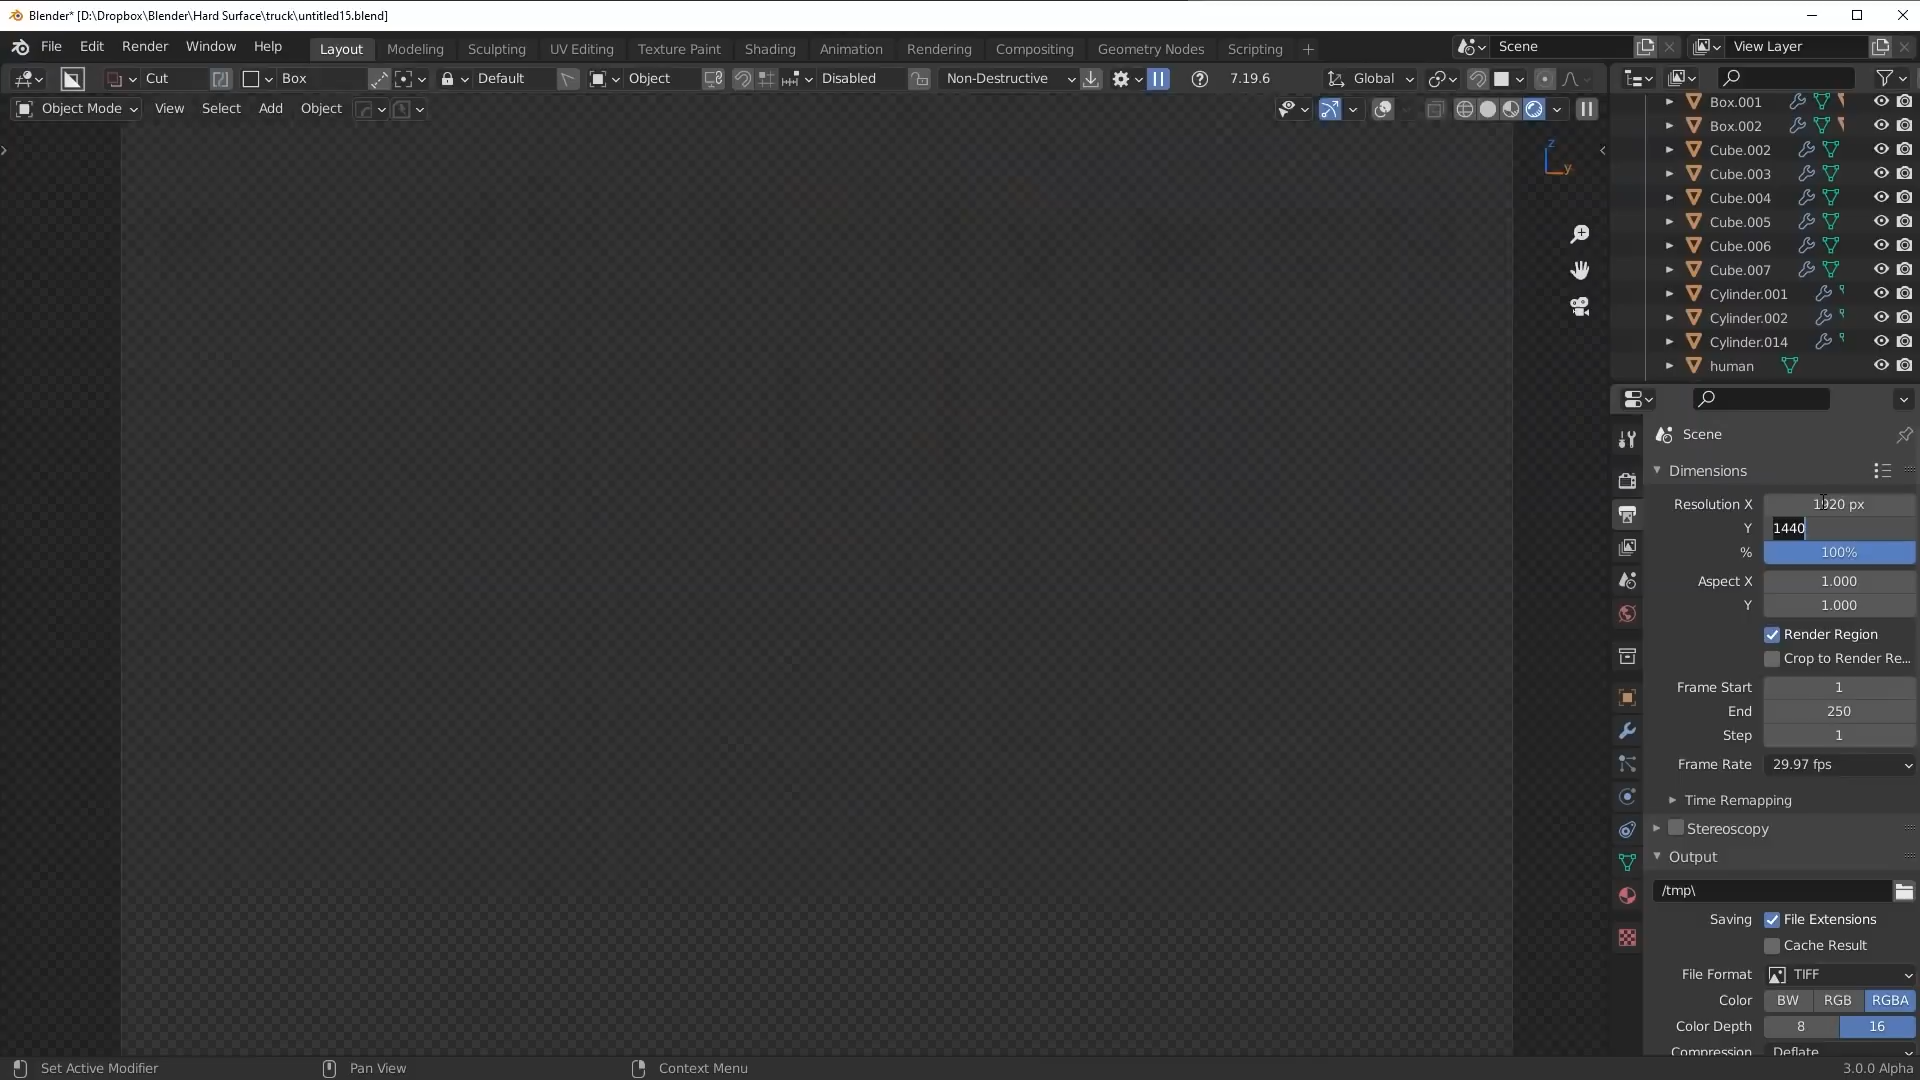 Blender* [D:\Dropbox\Blender\Hard Surface\truck\untitled15.blend]
File Edit Render Window Help Layout Modeling Sculpting UV Editing Texture Paint Shading Animation Rendering Compositing Geometry Nodes Scripting + Scene View Layer
Cut Box Default Object Disabled Non-Destructive 7.19.6 Global
Object Mode View Select Add Object
z
y
Box.001
Box.002
Cube.002
Cube.003
Cube.004
Cube.005
Cube.006
Cube.007
Cylinder.001
Cylinder.002
Cylinder.014
human
Scene
Dimensions
Resolution X 1920 px
Y 1440
% 100%
Aspect X 1.000
Y 1.000
Render Region
Crop to Render Re...
Frame Start 1
End 250
Step 1
Frame Rate 29.97 fps
Time Remapping
Stereoscopy
Output
/tmp\
Saving File Extensions
Cache Result
File Format TIFF
Color BW RGB RGBA
Color Depth 8 16
Compression Deflate
Set Active Modifier Pan View Context Menu 3.0.0 Alpha